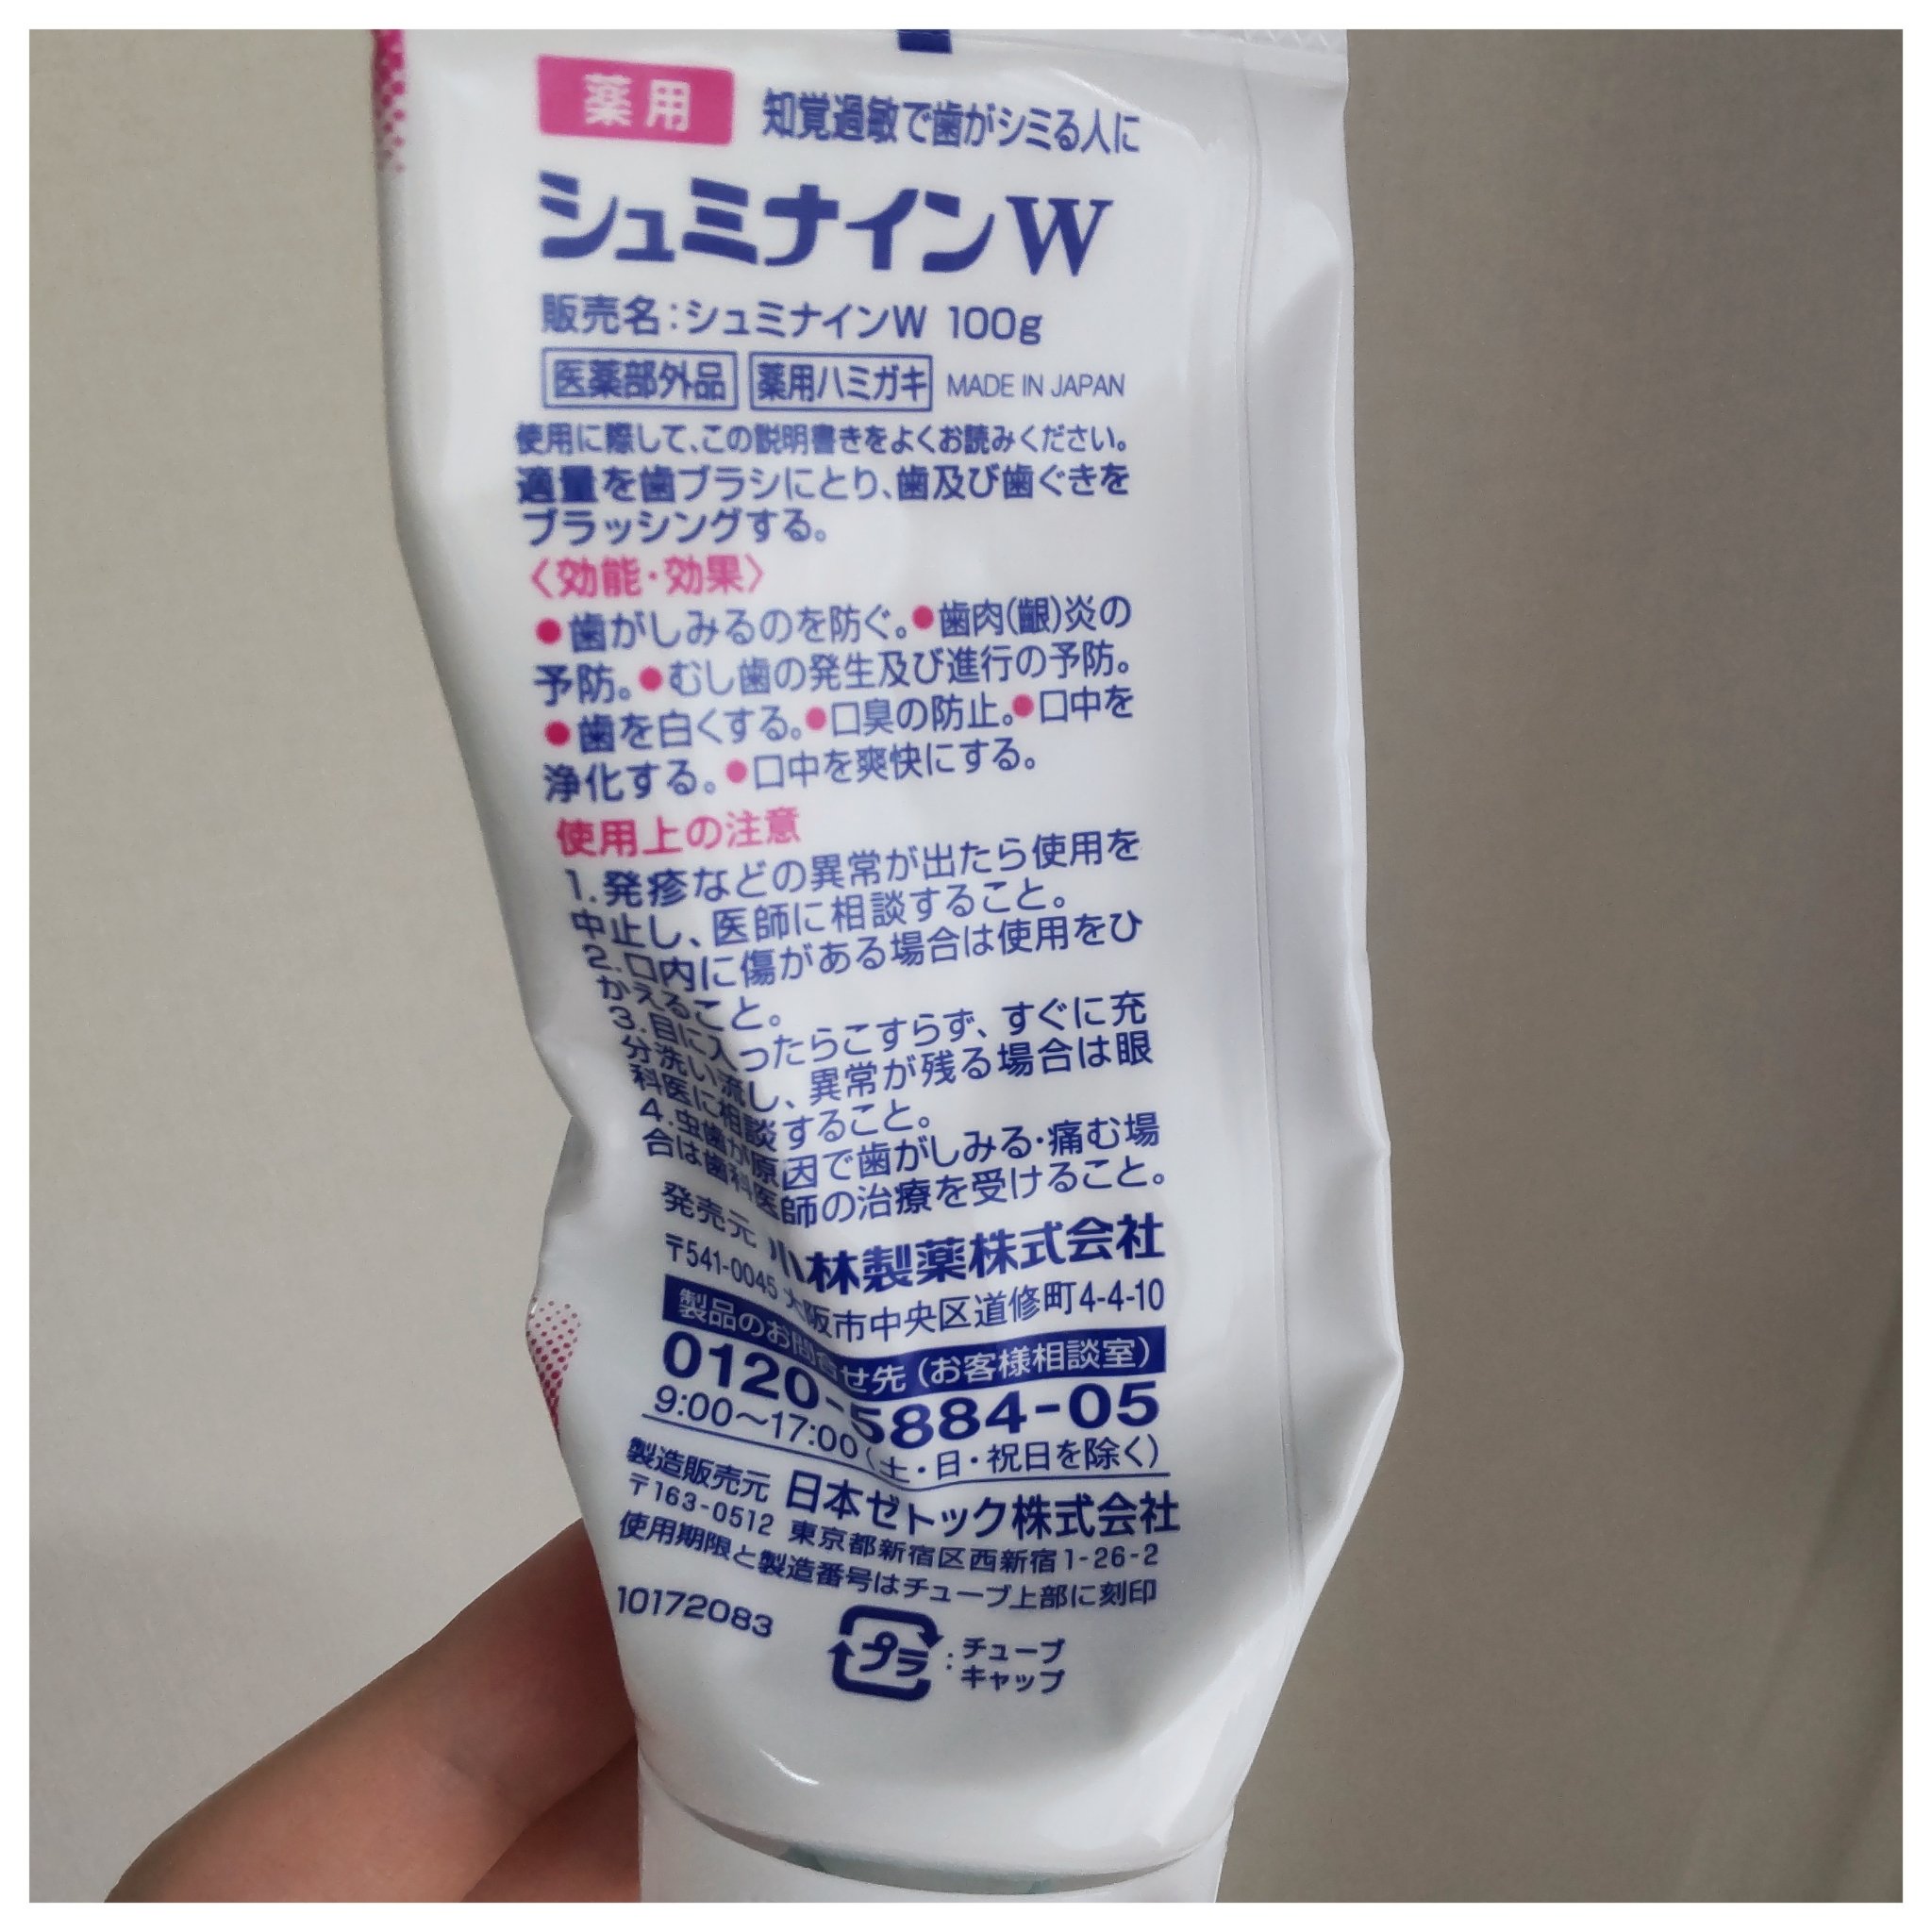 薬用 知覚過敏で歯がシミる人に
シュミナインW
販売名:シュミナインW 100g
医薬部外品 薬用ハミガキ MADE IN JAPAN
使用に際して、この説明書きをよくお読みください。
適量を歯ブラシにとり、歯及び歯ぐきを
ブラッシングする。
〈効能・効果〉
●歯がしみるのを防ぐ。●歯肉(齦)炎の
予防。●むし歯の発生及び進行の予防。
●歯を白くする。●口臭の防止。●口中を
浄化する。●口中を爽快にする。
使用上の注意
1.発疹などの異常が出たら使用を
中止し、医師に相談すること。
2.口内に傷がある場合は使用をひ
かえること。
3.目に入ったらこすらず、すぐに充
分洗い流し、異常が残る場合は眼
科医に相談すること。
4.虫歯が原因で歯がしみる・痛む場
合は歯科医師の治療を受けること。
発売元 小林製薬株式会社
〒541-0045 大阪市中央区道修町4-4-10
製品のお問合せ先(お客様相談室)
0120-5884-05
9:00〜17:00(土・日・祝日を除く)
製造販売元 日本ゼトック株式会社
〒163-0512 東京都新宿区西新宿1-26-2
使用期限と製造番号はチューブ上部に刻印
10172083
プラ:チューブ
キャップ